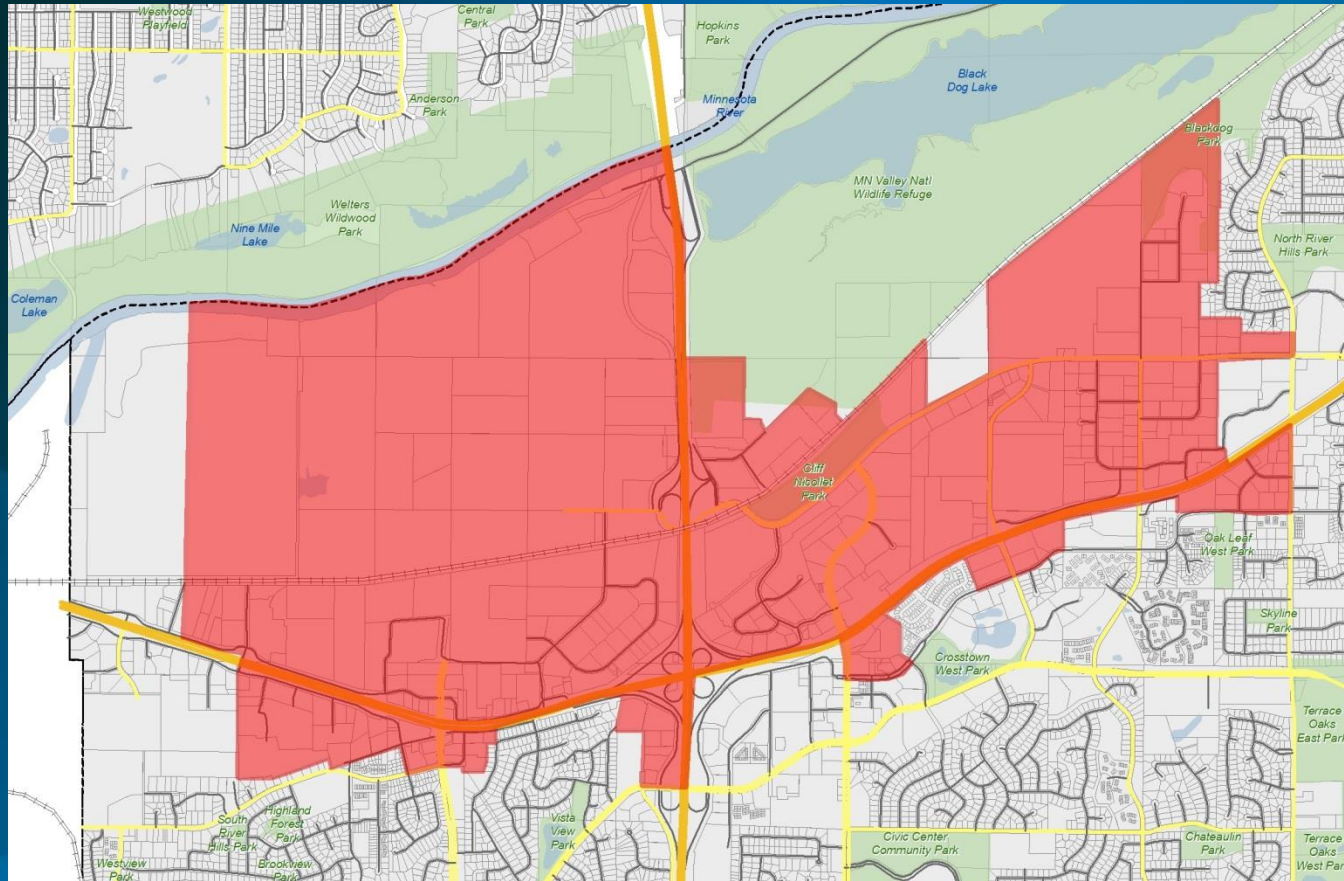 Westwood
Playfield
Central
Park
Hopkins
Park
Anderson
Park
Minnesota
River
Black
Dog Lake
Blackdog
Park
MN Valley Natl
Wildlife Refuge
Welters
Wildwood
Park
Nine Mile
Lake
North River
Hills Park
Coleman
Lake
Cliff
Nicollet
Park
Oak Leaf
West Park
Skyline
Park
Crosstown
West Park
Terrace
Oaks
East Park
Highland
Forest
Park
South
River
Hills Park
Vista
View
Park
Civic Center
Community Park
Chateaulin
Park
Terrace
Oaks
West Park
Westview
Park
Brookview
Park